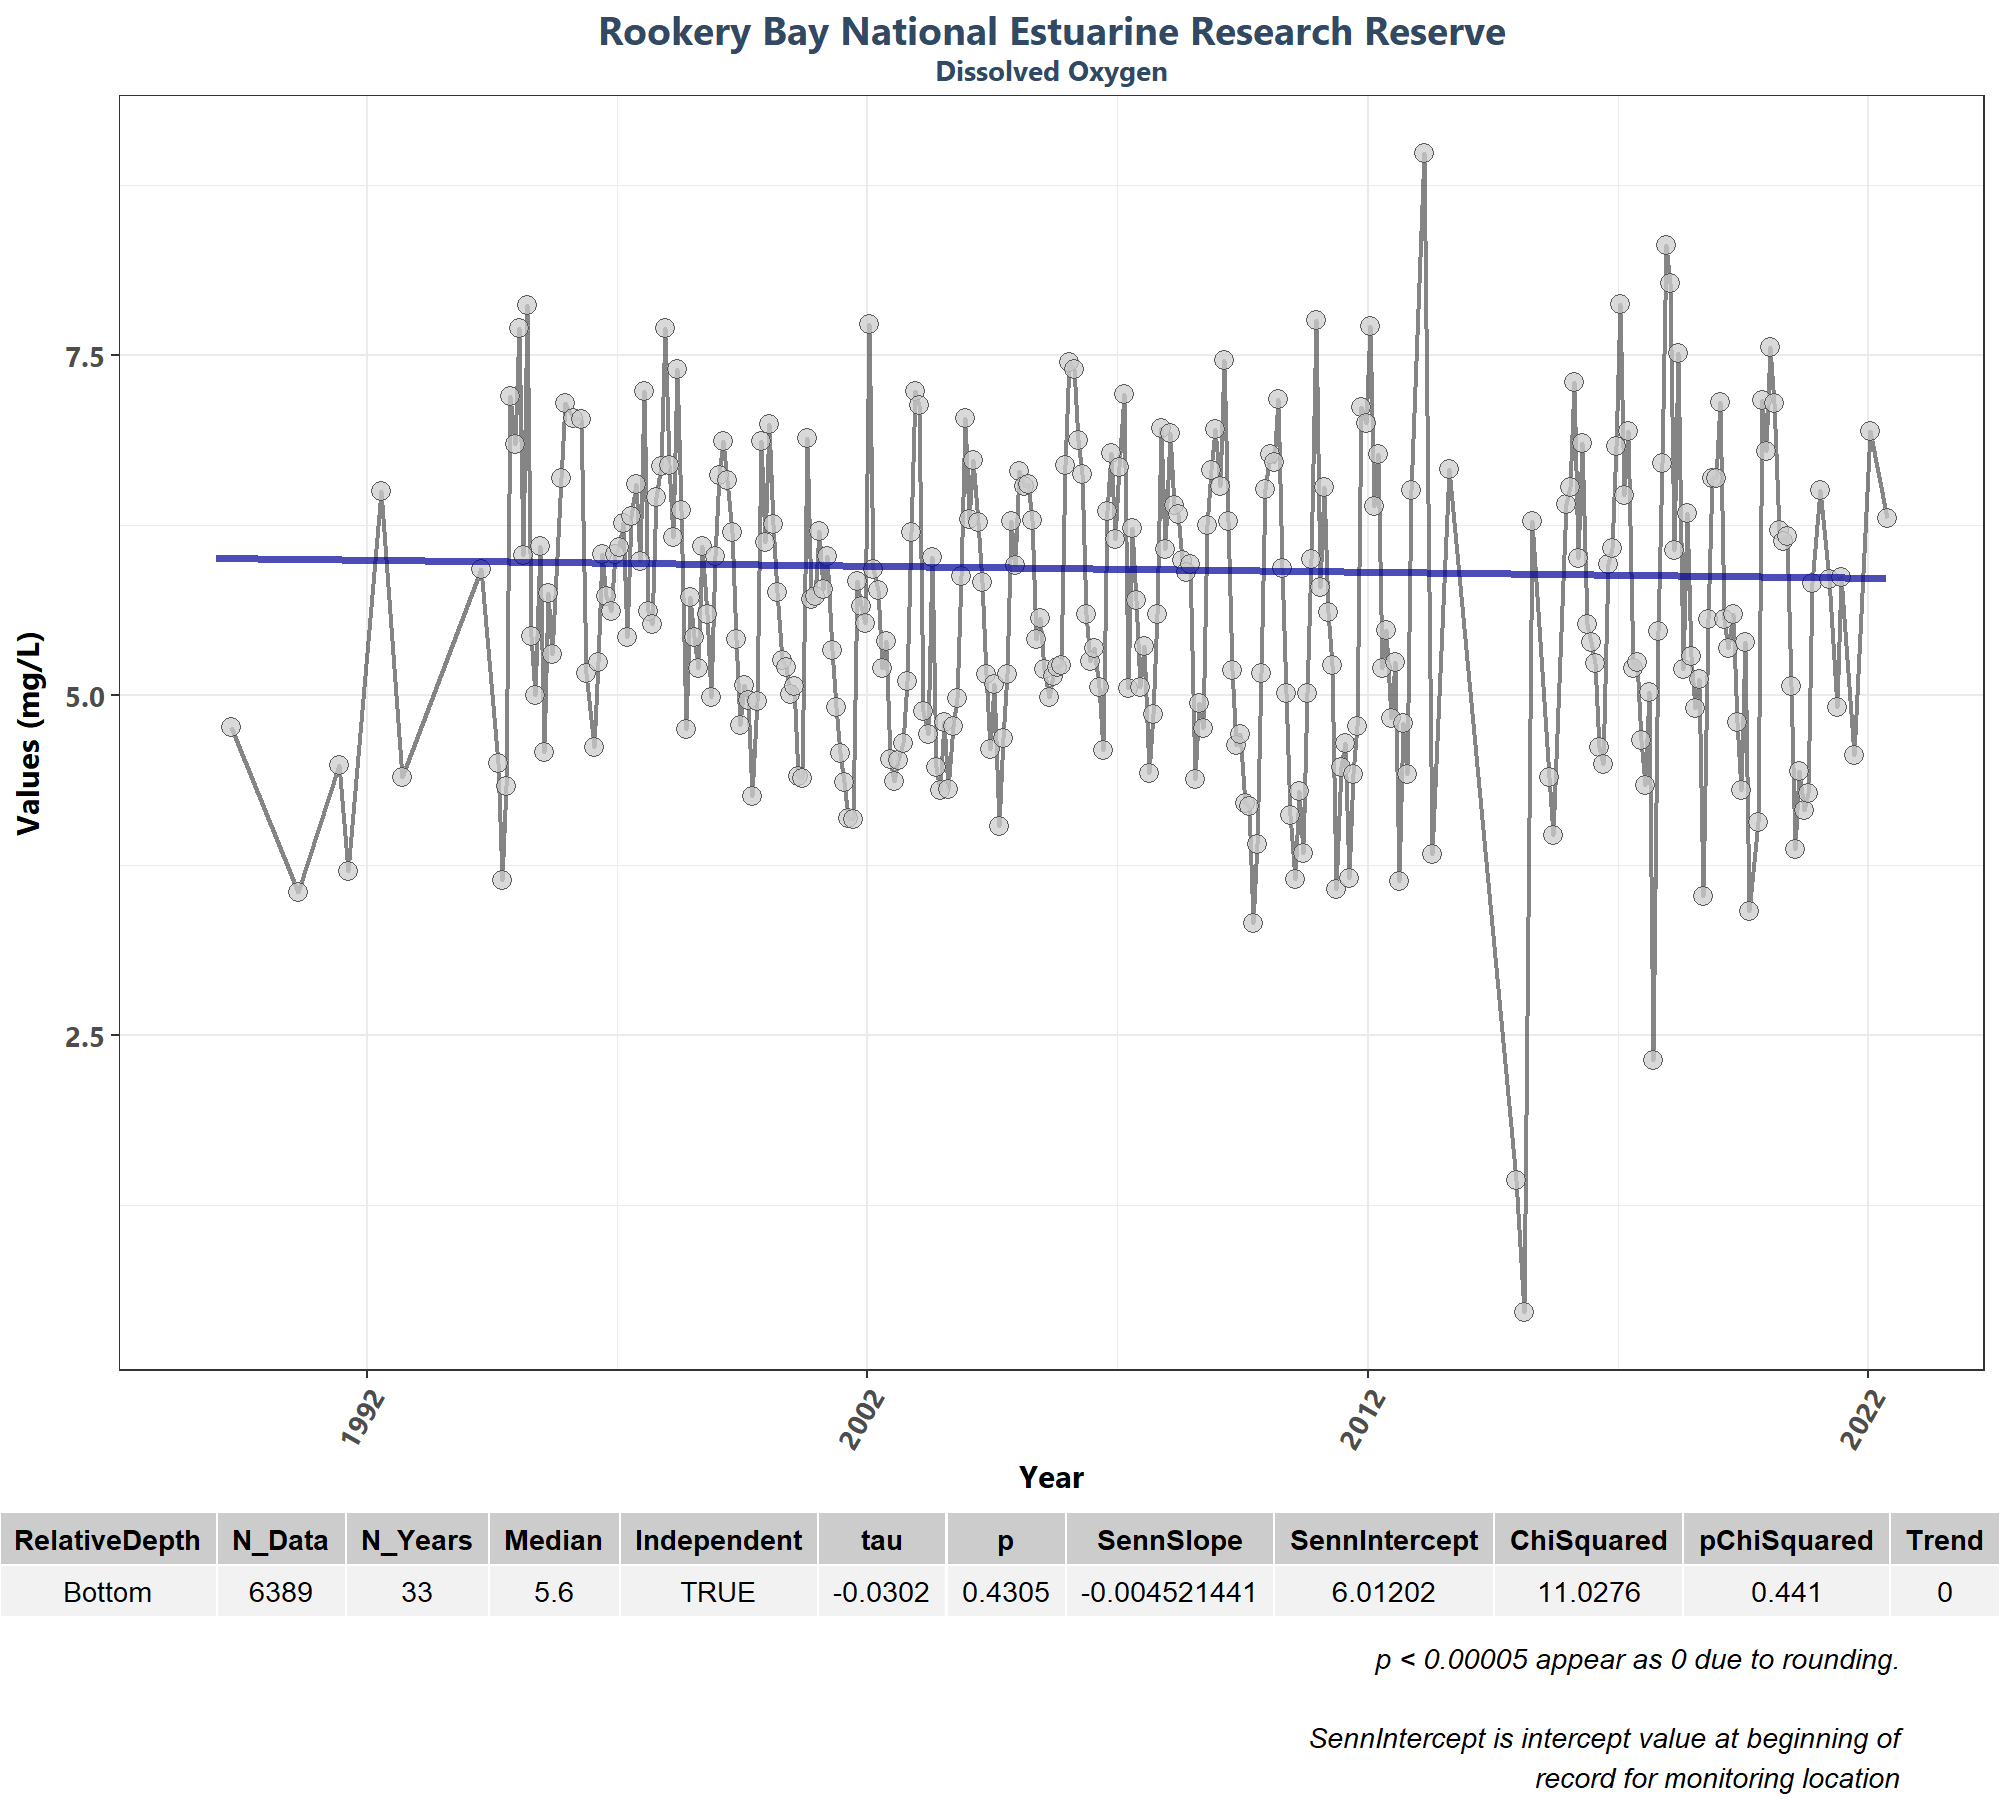 Rookery Bay National Estuarine Research Reserve
Dissolved Oxygen
Values (mg/L)
7.5
5.0
2.5
1992 2002 2012 2022
Year
RelativeDepth N_Data N_Years Median Independent tau p SennSlope SennIntercept ChiSquared pChiSquared Trend
Bottom 6389 33 5.6 TRUE -0.0302 0.4305 -0.004521441 6.01202 11.0276 0.441 0
p < 0.00005 appear as 0 due to rounding.
SennIntercept is intercept value at beginning of
record for monitoring location